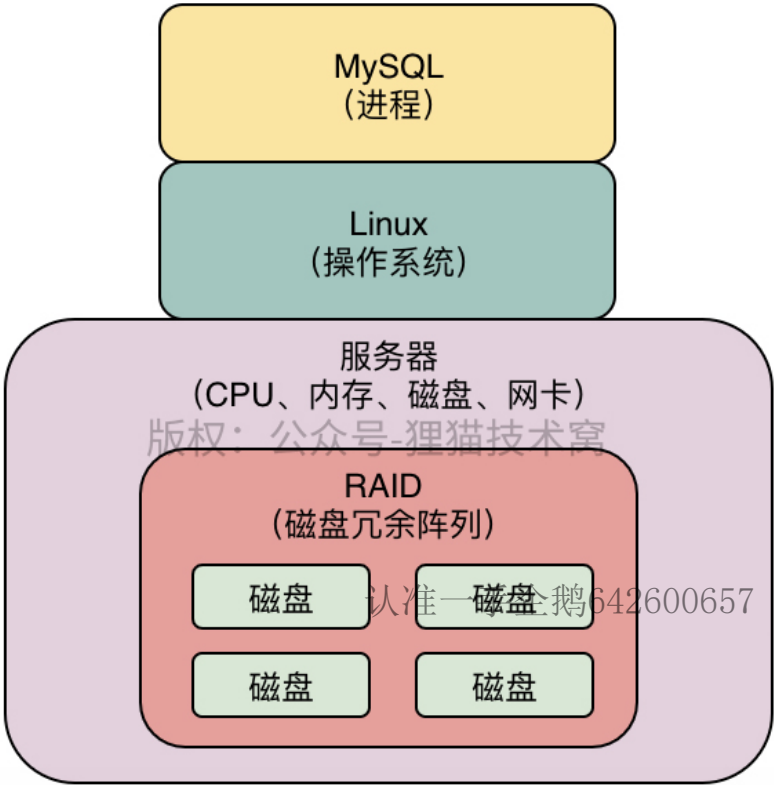 MySQL
（进程）
Linux
（操作系统）
服务器
（CPU、内存、磁盘、网卡）
版权：公众号-狸猫技术窝
RAID
（磁盘冗余阵列）
磁盘
磁盘
认准一手企鹅642600657
磁盘
磁盘